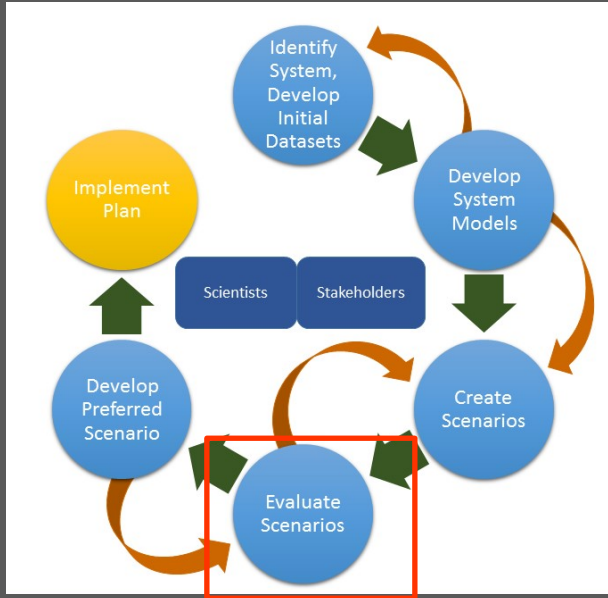 Identify
System,
Develop
Initial
Datasets
Develop
System
Models
Create
Scenarios
Evaluate
Scenarios
Develop
Preferred
Scenario
Implement
Plan
Scientists
Stakeholders